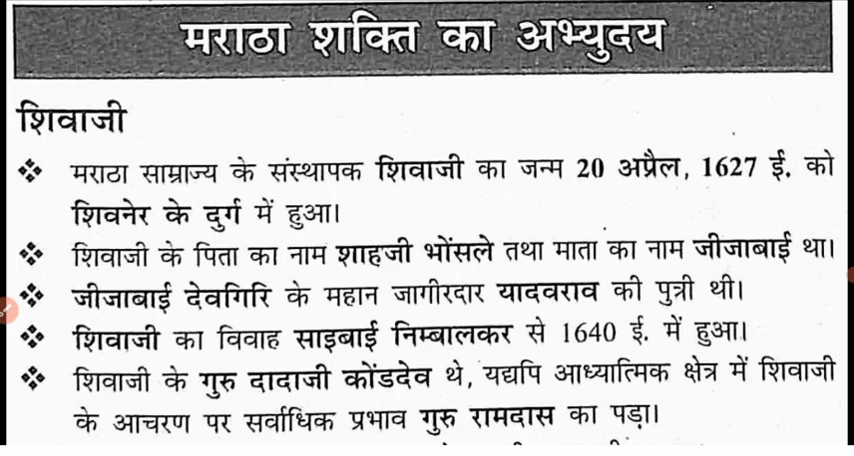 मराठा शक्ति का अभ्युदय
शिवाजी
❖ मराठा साम्राज्य के संस्थापक शिवाजी का जन्म 20 अप्रैल, 1627 ई. को
शिवनेर के दुर्ग में हुआ।
❖ शिवाजी के पिता का नाम शाहजी भोंसले तथा माता का नाम जीजाबाई था।
❖ जीजाबाई देवगिरि के महान जागीरदार यादवराव की पुत्री थी।
❖ शिवाजी का विवाह साइबाई निम्बालकर से 1640 ई. में हुआ।
❖ शिवाजी के गुरु दादाजी कोंडदेव थे, यद्यपि आध्यात्मिक क्षेत्र में शिवाजी
के आचरण पर सर्वाधिक प्रभाव गुरु रामदास का पड़ा।